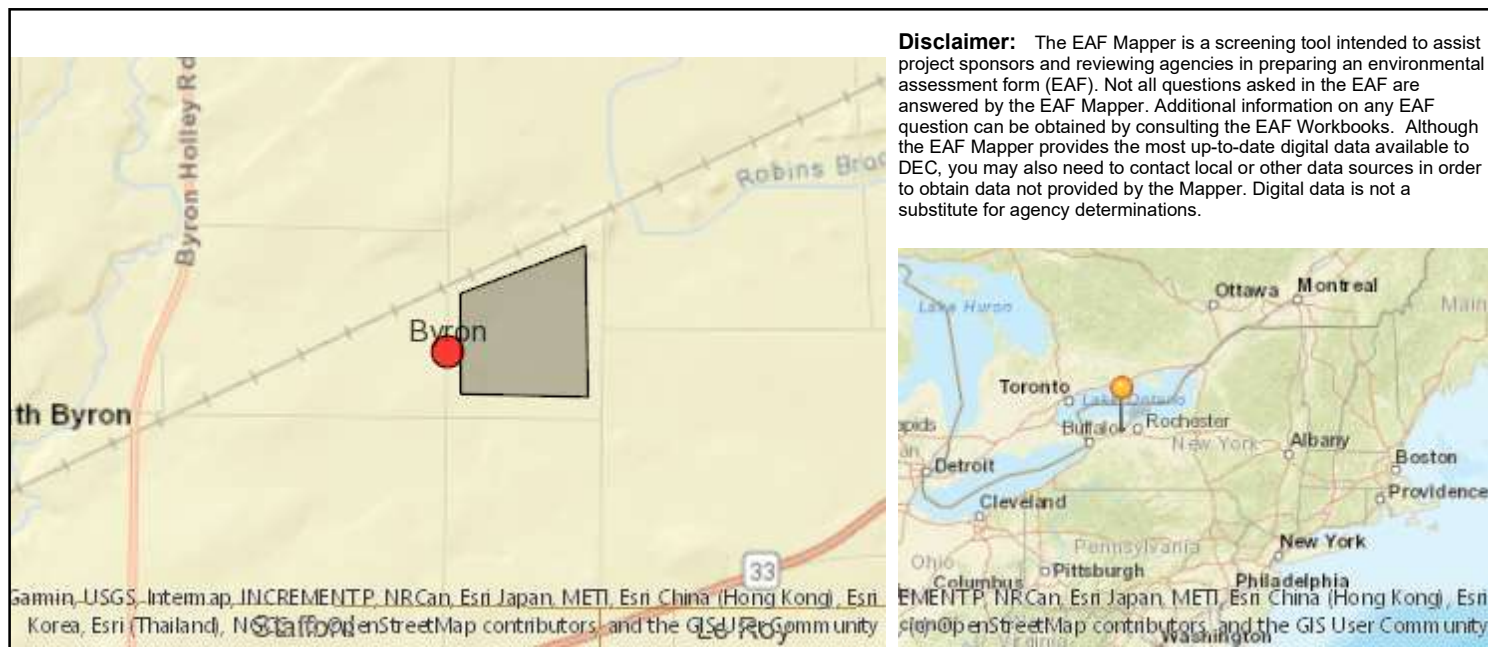 Disclaimer: The EAF Mapper is a screening tool intended to assist
project sponsors and reviewing agencies in preparing an environmental
assessment form (EAF). Not all questions asked in the EAF are
answered by the EAF Mapper. Additional information on any EAF
question can be obtained by consulting the EAF Workbooks. Although
the EAF Mapper provides the most up-to-date digital data available to
DEC, you may also need to contact local or other data sources in order
to obtain data not provided by the Mapper. Digital data is not a
substitute for agency determinations.
Byron Holley Rd
Robins Broo
Byron
th Byron
33
Garmin, USGS, Intermap, INCREMENT P, NRCan, Esri Japan, METI, Esri China (Hong Kong), Esri
Korea, Esri (Thailand), OpenStreetMap contributors, and the GIS User Community
Stafford
Le Roy
Ottawa
Montreal
Main
Lake Huron
Toronto
Lake Ontario
Buffalo
Rochester
apids
New York
Albany
Detroit
Boston
Providence
Cleveland
Pennsylvania
New York
Ohio
Pittsburgh
Columbus
Philadelphia
EMENT P, NRCan, Esri Japan, METI, Esri China (Hong Kong), Esri
OpenStreetMap contributors, and the GIS User Community
Washington
Virginia